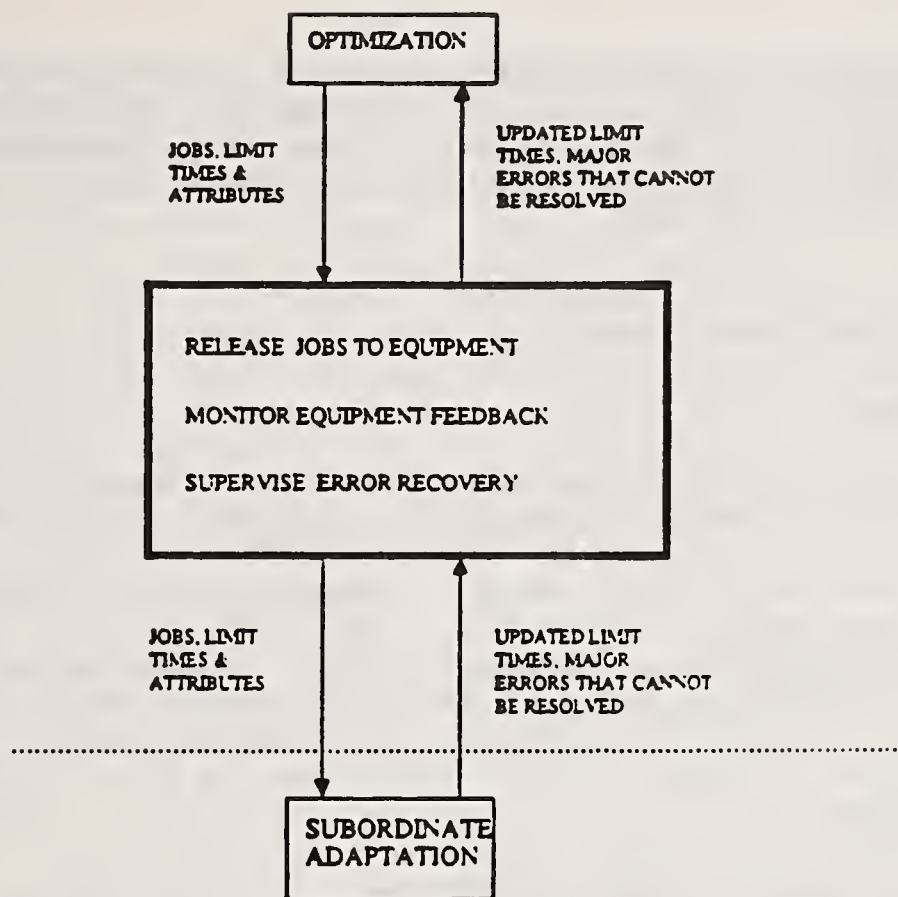 OPTIMIZATION
JOBS, LIMIT
TIMES &
ATTRIBUTES
UPDATED LIMIT
TIMES, MAJOR
ERRORS THAT CANNOT
BE RESOLVED
RELEASE JOBS TO EQUIPMENT
MONITOR EQUIPMENT FEEDBACK
SUPERVISE ERROR RECOVERY
JOBS, LIMIT
TIMES &
ATTRIBUTES
UPDATED LIMIT
TIMES, MAJOR
ERRORS THAT CANNOT
BE RESOLVED
SUBORDINATE
ADAPTATION